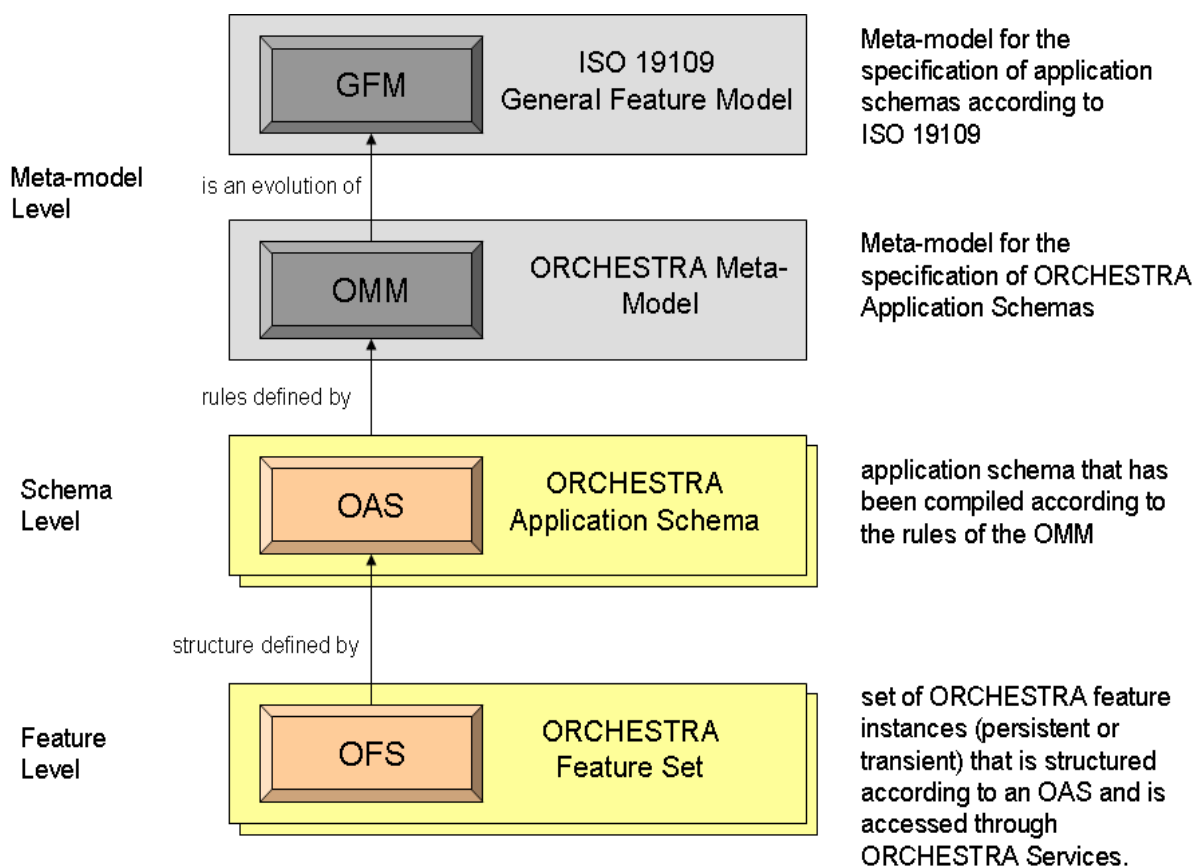 GFM
ISO 19109
General Feature Model
Meta-model for the
specification of application
schemas according to
ISO 19109
Meta-model
Level
is an evolution of
OMM
ORCHESTRA Meta-
Model
Meta-model for the
specification of ORCHESTRA
Application Schemas
rules defined by
Schema
Level
OAS
ORCHESTRA
Application Schema
application schema that has
been compiled according to
the rules of the OMM
structure defined by
Feature
Level
OFS
ORCHESTRA
Feature Set
set of ORCHESTRA feature
instances (persistent or
transient) that is structured
according to an OAS and is
accessed through
ORCHESTRA Services.